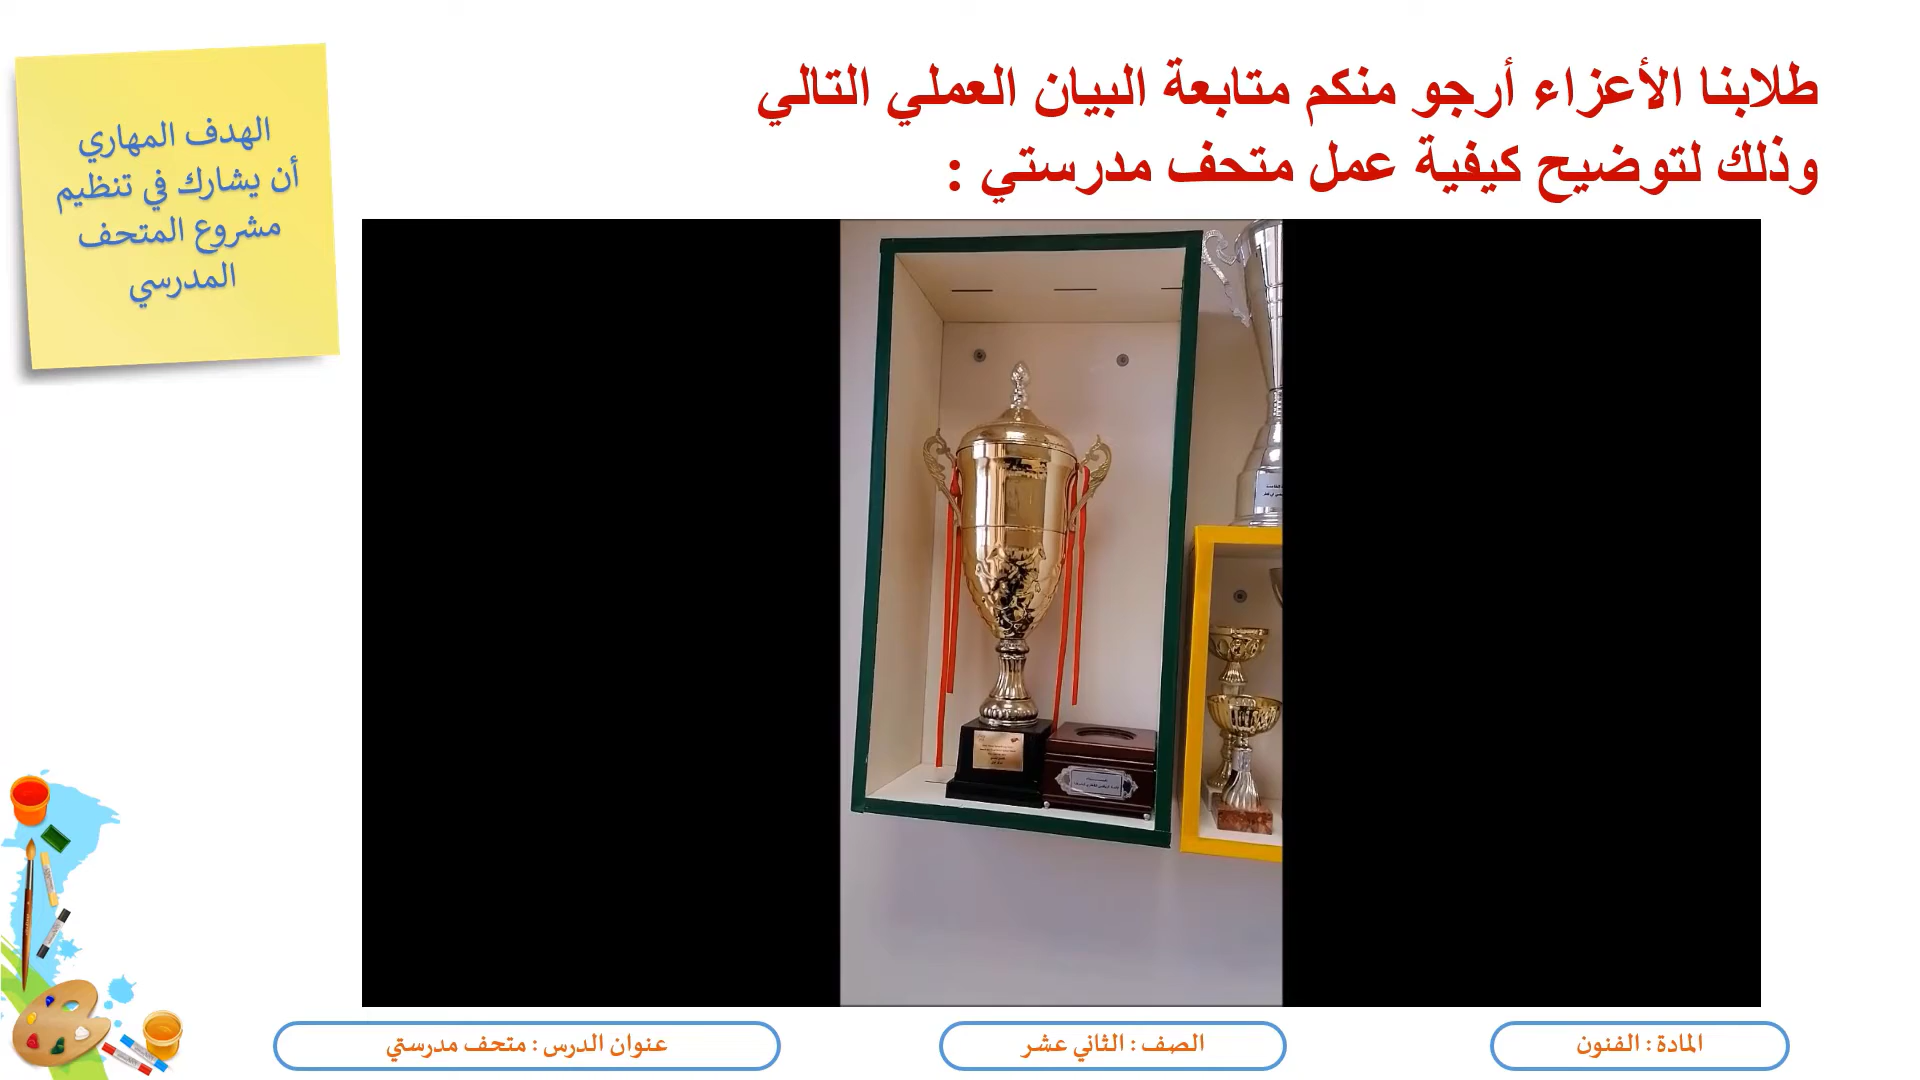 طلابنا الأعزاء أرجو منكم متابعة البيان العملي التالي
وذلك لتوضيح كيفية عمل متحف مدرستي :
الهدف المهاري
أن يشارك في تنظيم
مشروع المتحف
المدرسي
المادة : الفنون
الصف : الثاني عشر
عنوان الدرس : متحف مدرستي